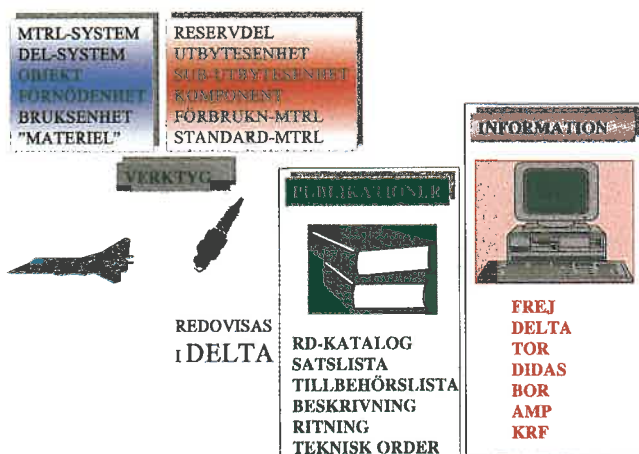 MTRL-SYSTEM
DEL-SYSTEM
OBJEKT
FÖRNÖDENHET
BRUKSENHET
"MATERIEL"
RESERVDEL
UTBYTESENHET
SUB-UTBYTESENHET
KOMPONENT
FÖRBRUKN-MTRL
STANDARD-MTRL
VERKTYG
REDOVISAS
I DELTA
PUBLIKATIONER
RD-KATALOG
SATSLISTA
TILLBEHÖRSLISTA
BESKRIVNING
RITNING
TEKNISK ORDER
INFORMATION
FREJ
DELTA
TOR
DIDAS
BOR
AMP
KRF